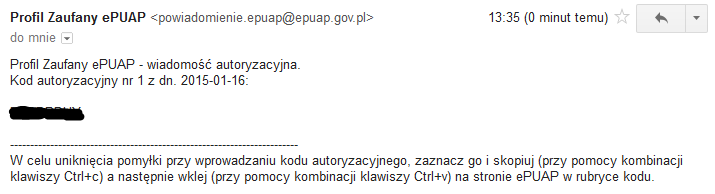 Profil Zaufany ePUAP <powiadomienie.epuap@epuap.gov.pl> 13:35 (0 minut temu)
do mnie
Profil Zaufany ePUAP - wiadomość autoryzacyjna.
Kod autoryzacyjny nr 1 z dn. 2015-01-16:
------------------------------------------------------------------------
W celu uniknięcia pomyłki przy wprowadzaniu kodu autoryzacyjnego, zaznacz go i skopiuj (przy pomocy kombinacji
klawiszy Ctrl+c) a następnie wklej (przy pomocy kombinacji klawiszy Ctrl+v) na stronie ePUAP w rubryce kodu.